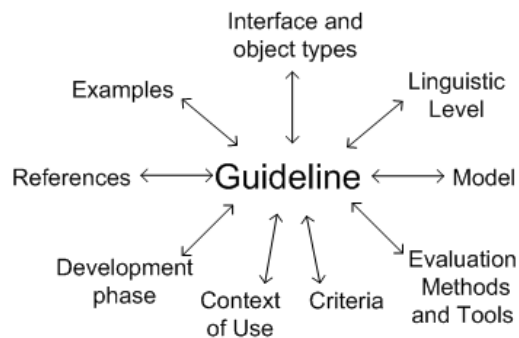 Interface and
object types
Examples
Linguistic
Level
References
Guideline
Model
Development
phase
Context
of Use
Criteria
Evaluation
Methods
and Tools